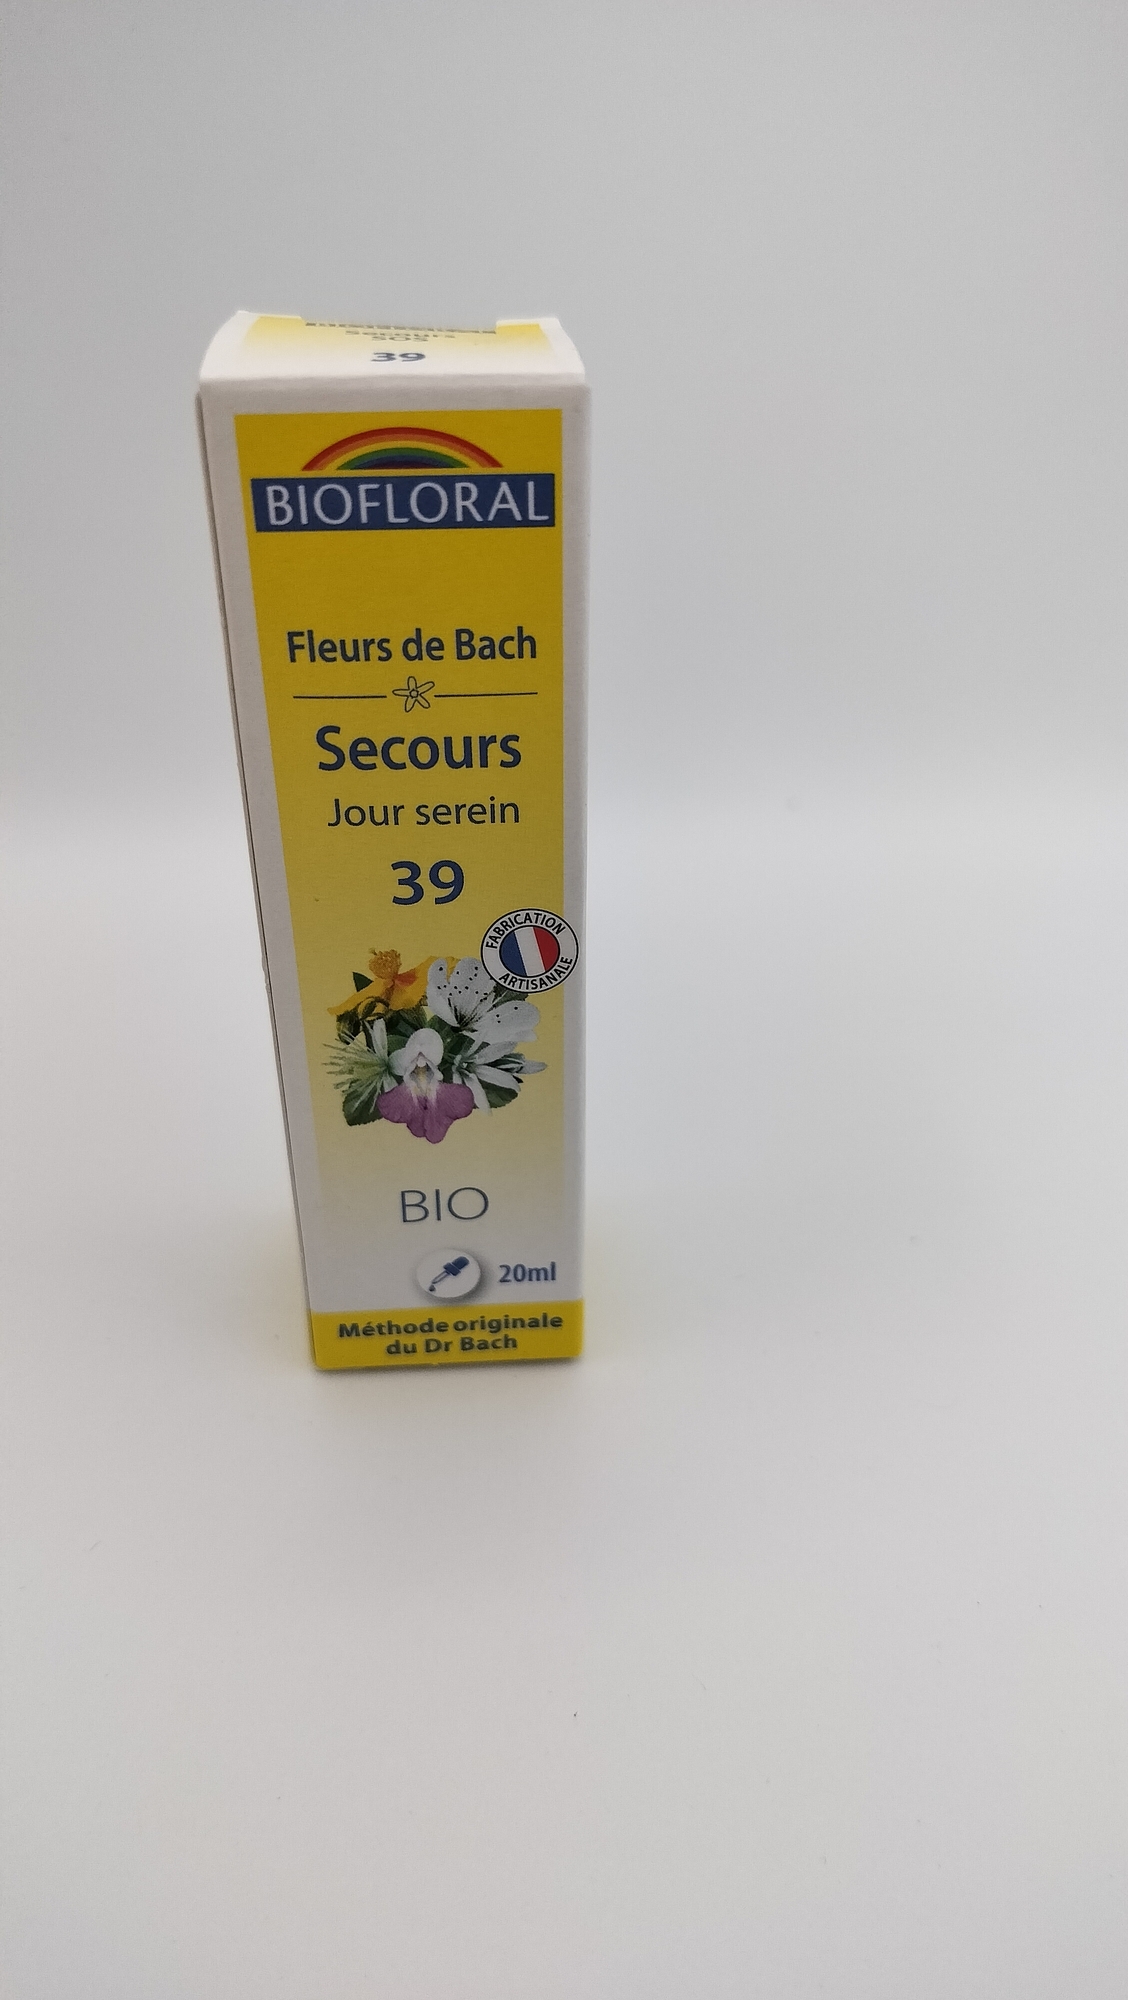 Secours
SOS
39
BIOFLORAL
Fleurs de Bach
Secours
Jour serein
39
FABRICATION
ARTISANALE
BIO
20ml
Méthode originale
du Dr Bach